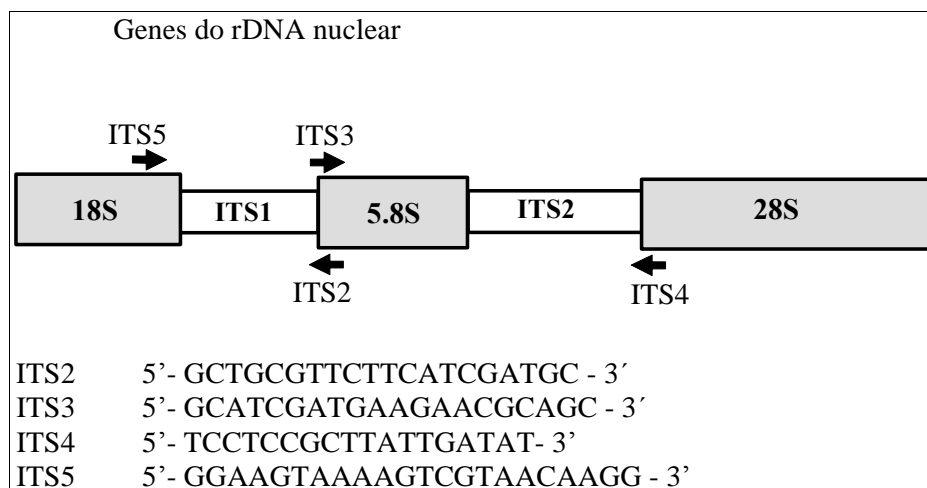 Genes do rDNA nuclear
ITS5 ITS3
18S ITS1 5.8S ITS2 28S
ITS2 ITS4
ITS2 5’- GCTGCGTTCTTCATCGATGC - 3´
ITS3 5’- GCATCGATGAAGAACGCAGC - 3´
ITS4 5’- TCCTCCGCTTATTGATAT- 3’
ITS5 5’- GGAAGTAAAAGTCGTAACAAGG - 3’